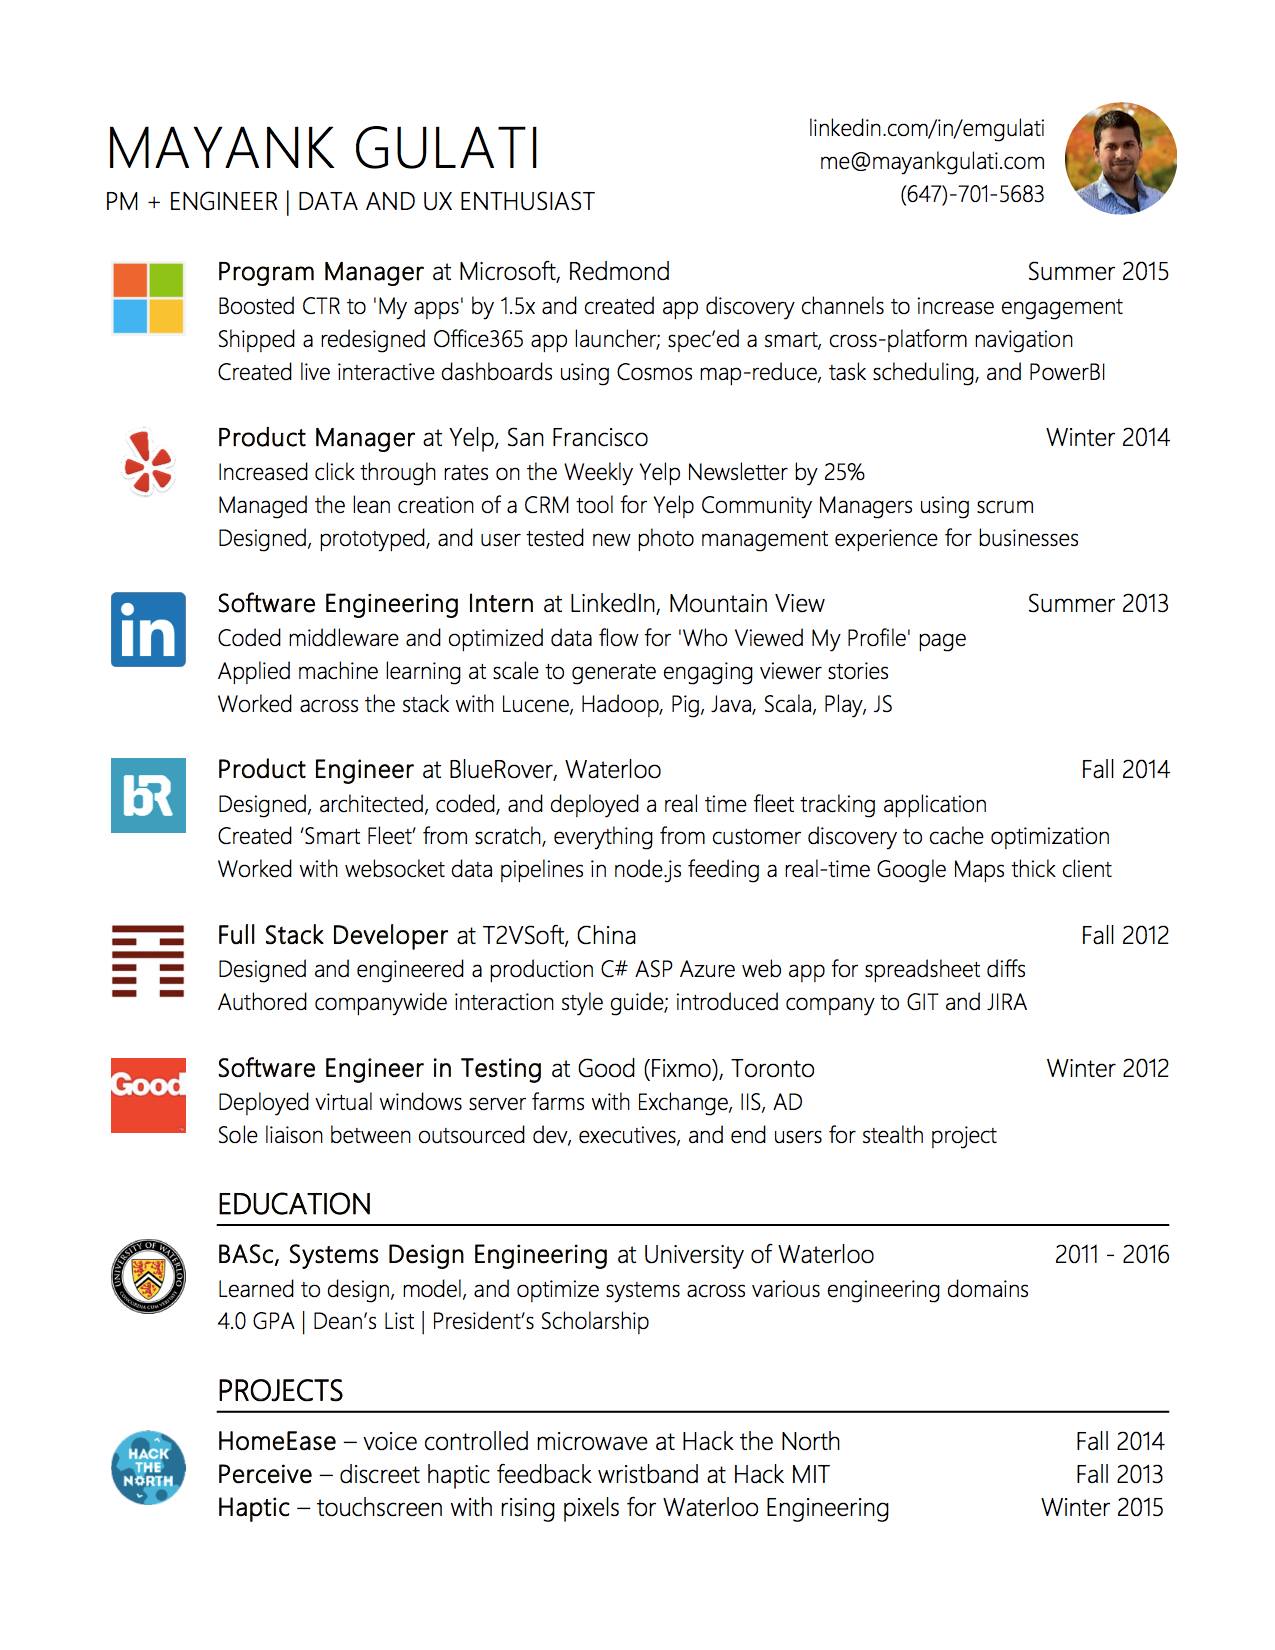 MAYANK GULATI
PM + ENGINEER | DATA AND UX ENTHUSIAST
linkedin.com/in/emgulati
me@mayankgulati.com
(647)-701-5683
Program Manager at Microsoft, Redmond Summer 2015
Boosted CTR to 'My apps' by 1.5x and created app discovery channels to increase engagement
Shipped a redesigned Office365 app launcher; spec’ed a smart, cross-platform navigation
Created live interactive dashboards using Cosmos map-reduce, task scheduling, and PowerBI
Product Manager at Yelp, San Francisco Winter 2014
Increased click through rates on the Weekly Yelp Newsletter by 25%
Managed the lean creation of a CRM tool for Yelp Community Managers using scrum
Designed, prototyped, and user tested new photo management experience for businesses
in
Software Engineering Intern at LinkedIn, Mountain View Summer 2013
Coded middleware and optimized data flow for 'Who Viewed My Profile' page
Applied machine learning at scale to generate engaging viewer stories
Worked across the stack with Lucene, Hadoop, Pig, Java, Scala, Play, JS
bR
Product Engineer at BlueRover, Waterloo Fall 2014
Designed, architected, coded, and deployed a real time fleet tracking application
Created ‘Smart Fleet’ from scratch, everything from customer discovery to cache optimization
Worked with websocket data pipelines in node.js feeding a real-time Google Maps thick client
Full Stack Developer at T2VSoft, China Fall 2012
Designed and engineered a production C# ASP Azure web app for spreadsheet diffs
Authored companywide interaction style guide; introduced company to GIT and JIRA
Good
Software Engineer in Testing at Good (Fixmo), Toronto Winter 2012
Deployed virtual windows server farms with Exchange, IIS, AD
Sole liaison between outsourced dev, executives, and end users for stealth project
EDUCATION
UNIVERSITY OF WATERLOO
CONCORDIA CUM VERITATE
BASc, Systems Design Engineering at University of Waterloo 2011 - 2016
Learned to design, model, and optimize systems across various engineering domains
4.0 GPA | Dean’s List | President’s Scholarship
PROJECTS
HACK
THE
NORTH
HomeEase – voice controlled microwave at Hack the North Fall 2014
Perceive – discreet haptic feedback wristband at Hack MIT Fall 2013
Haptic – touchscreen with rising pixels for Waterloo Engineering Winter 2015